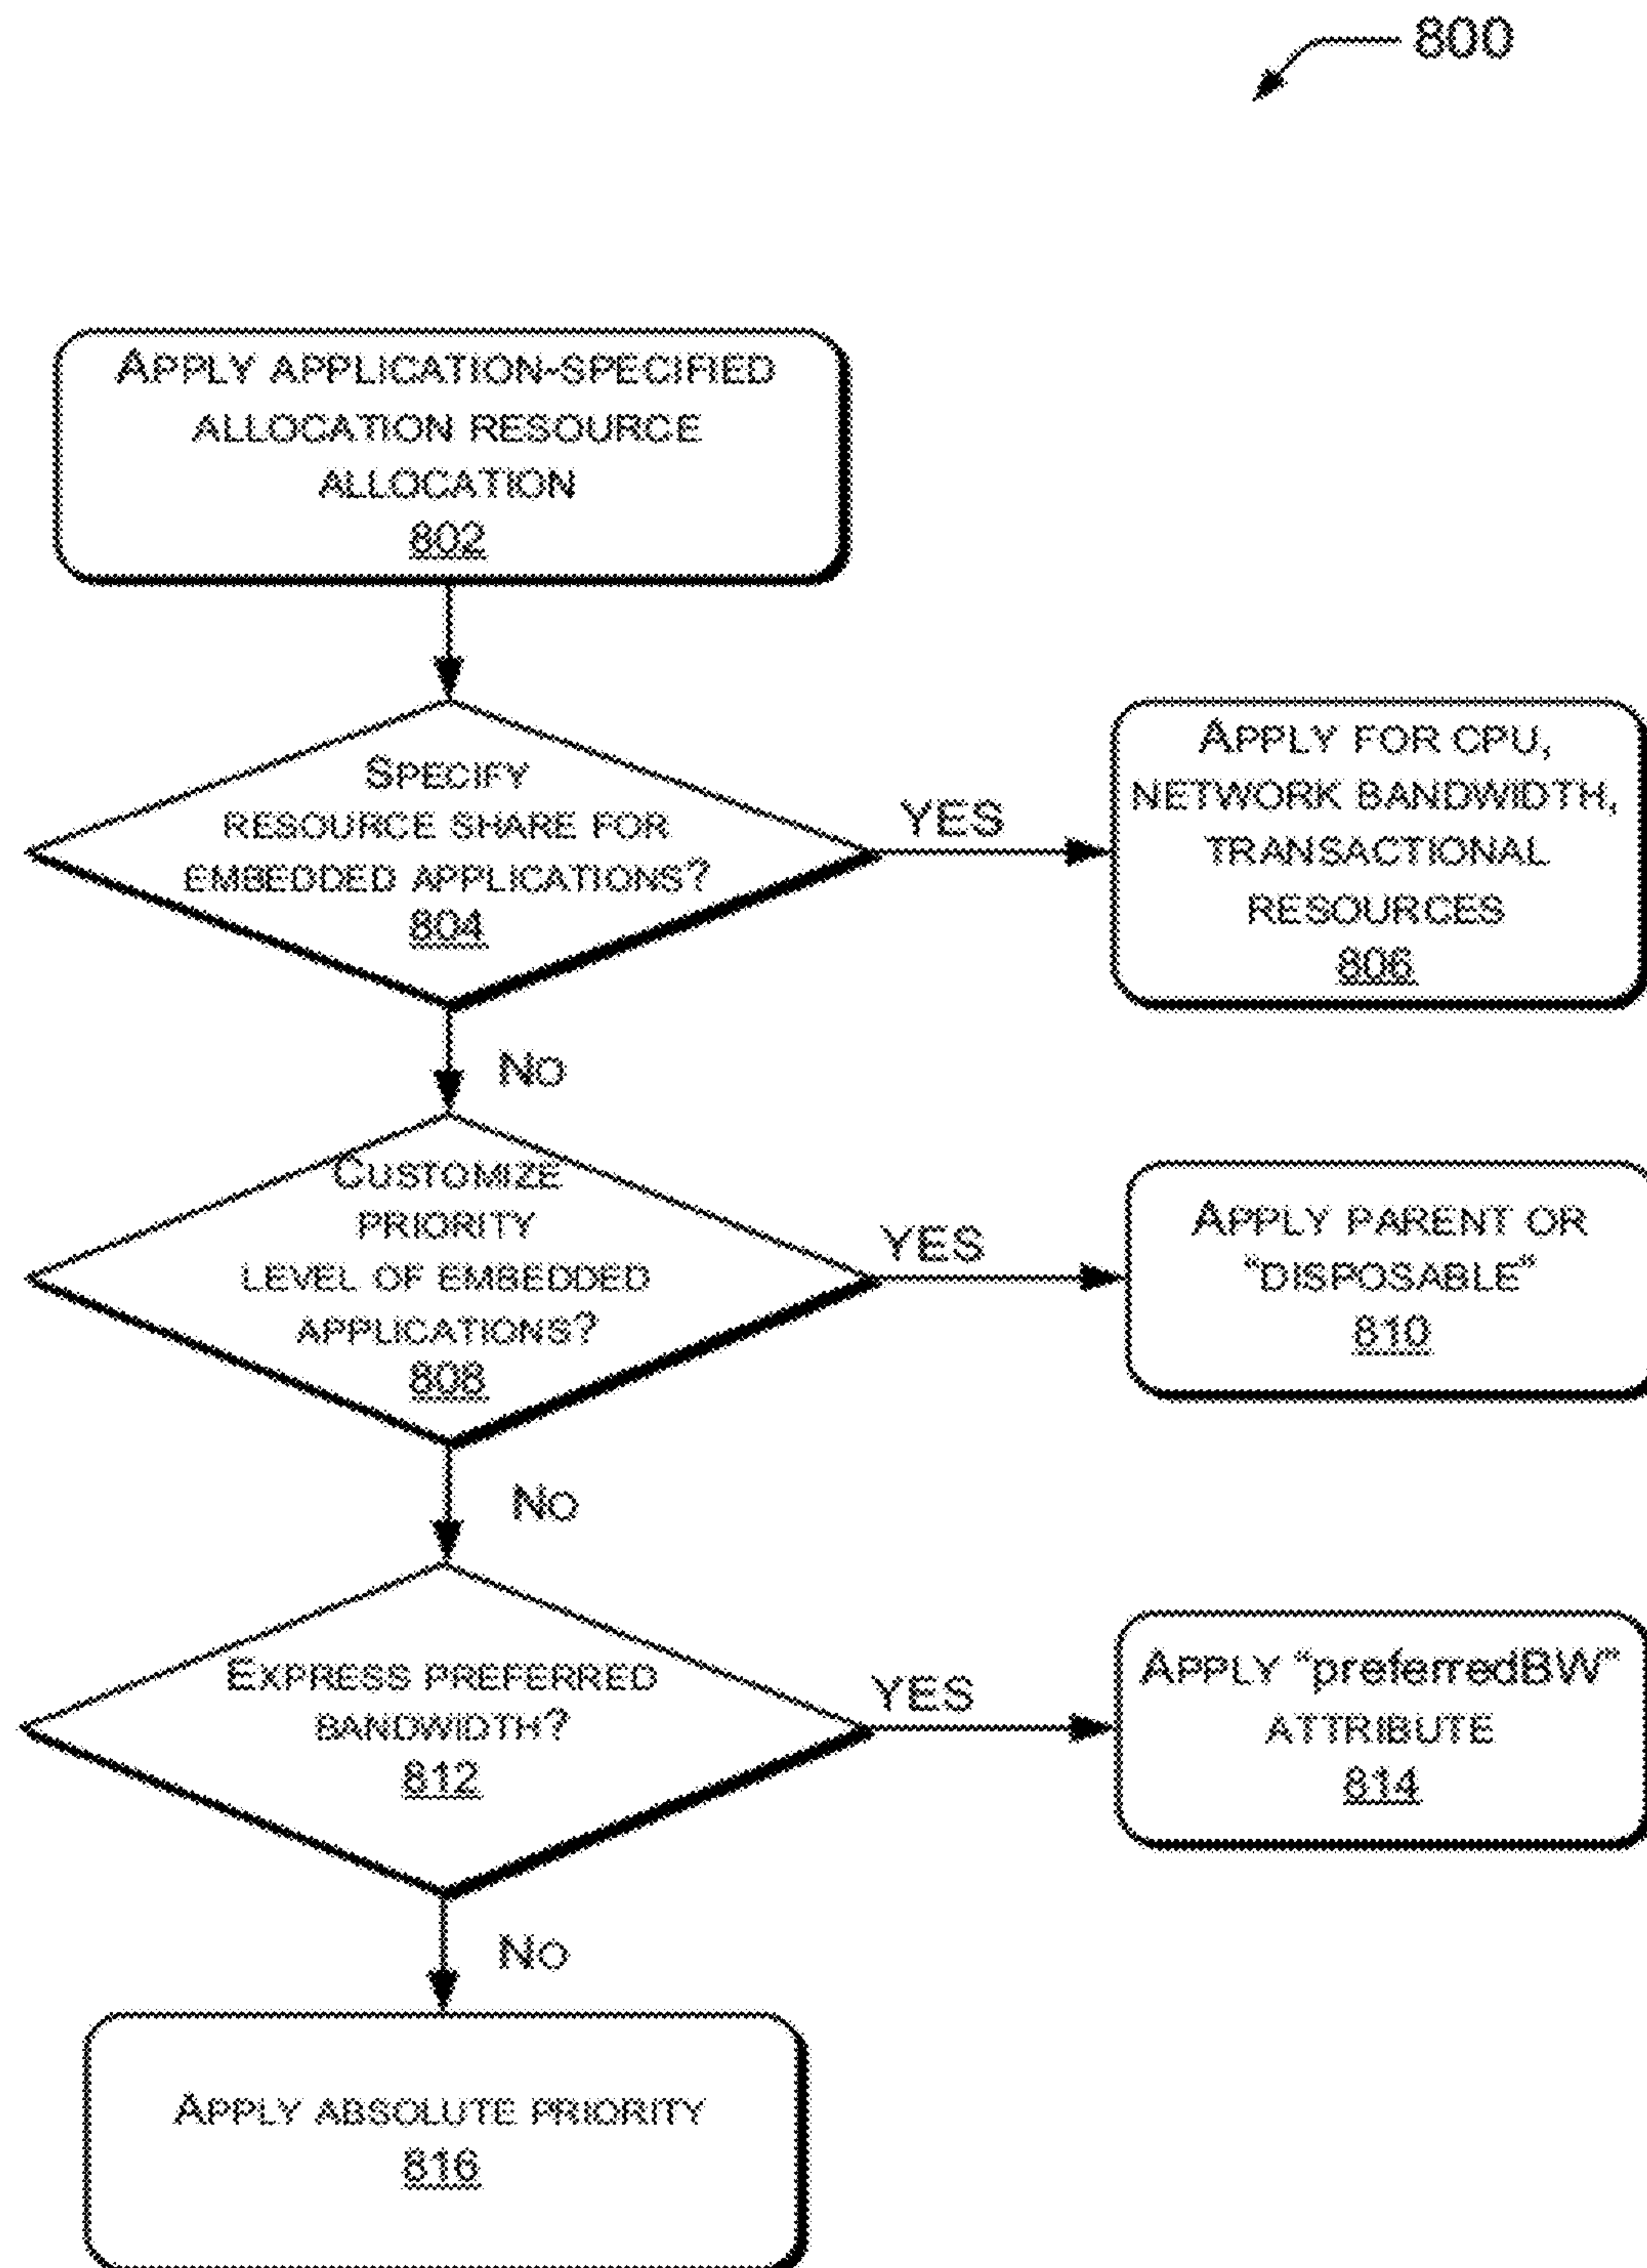 800
APPLY APPLICATION-SPECIFIED
ALLOCATION RESOURCE
ALLOCATION
802
SPECIFY
RESOURCE SHARE FOR
EMBEDDED APPLICATIONS?
804
YES
APPLY FOR CPU,
NETWORK BANDWIDTH,
TRANSACTIONAL
RESOURCES
806
NO
CUSTOMIZE
PRIORITY
LEVEL OF EMBEDDED
APPLICATIONS?
808
YES
APPLY PARENT OR
“DISPOSABLE“
810
NO
EXPRESS PREFERRED
BANDWIDTH?
812
YES
APPLY “preferredBW”
ATTRIBUTE
814
NO
APPLY ABSOLUTE PRIORITY
816